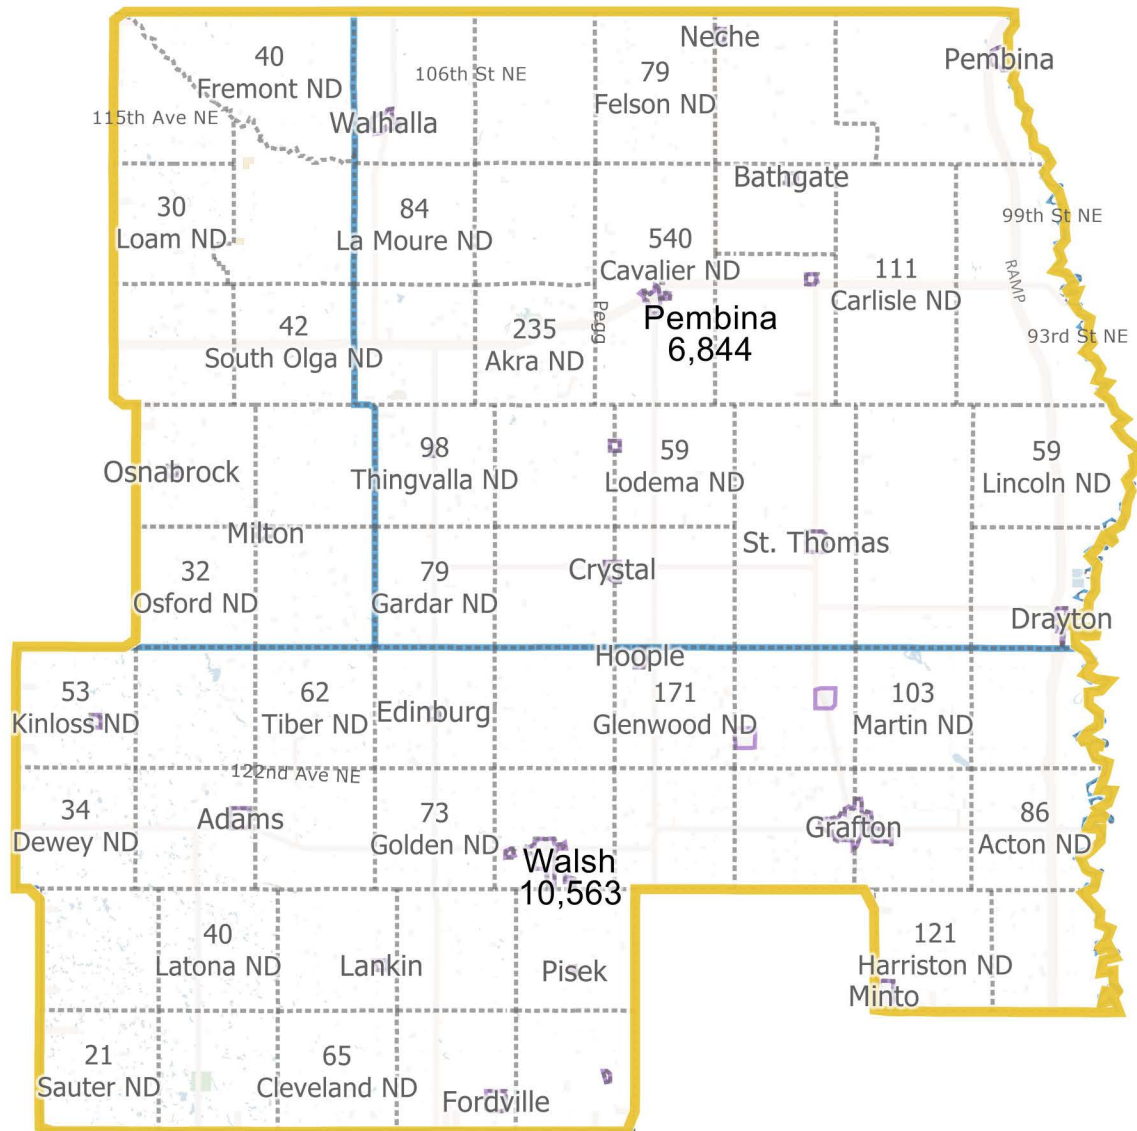 Neche
Pembina
40
Fremont ND
106th St NE
79
Felson ND
115th Ave NE
Walhalla
Bathgate
30
Loam ND
84
La Moure ND
99th St NE
540
Cavalier ND
111
Carlisle ND
RAMP
Pegg
Pembina
6,844
42
South Olga ND
235
Akra ND
93rd St NE
Osnabrock
98
Thingvalla ND
59
Lodema ND
59
Lincoln ND
Milton
St. Thomas
32
Osford ND
79
Gardar ND
Crystal
Drayton
Hoople
53
Kinloss ND
62
Tiber ND
Edinburg
171
Glenwood ND
103
Martin ND
122nd Ave NE
34
Dewey ND
Adams
73
Golden ND
Grafton
86
Acton ND
Walsh
10,563
40
Latona ND
Lankin
Pisek
121
Harriston ND
Minto
21
Sauter ND
65
Cleveland ND
Fordville